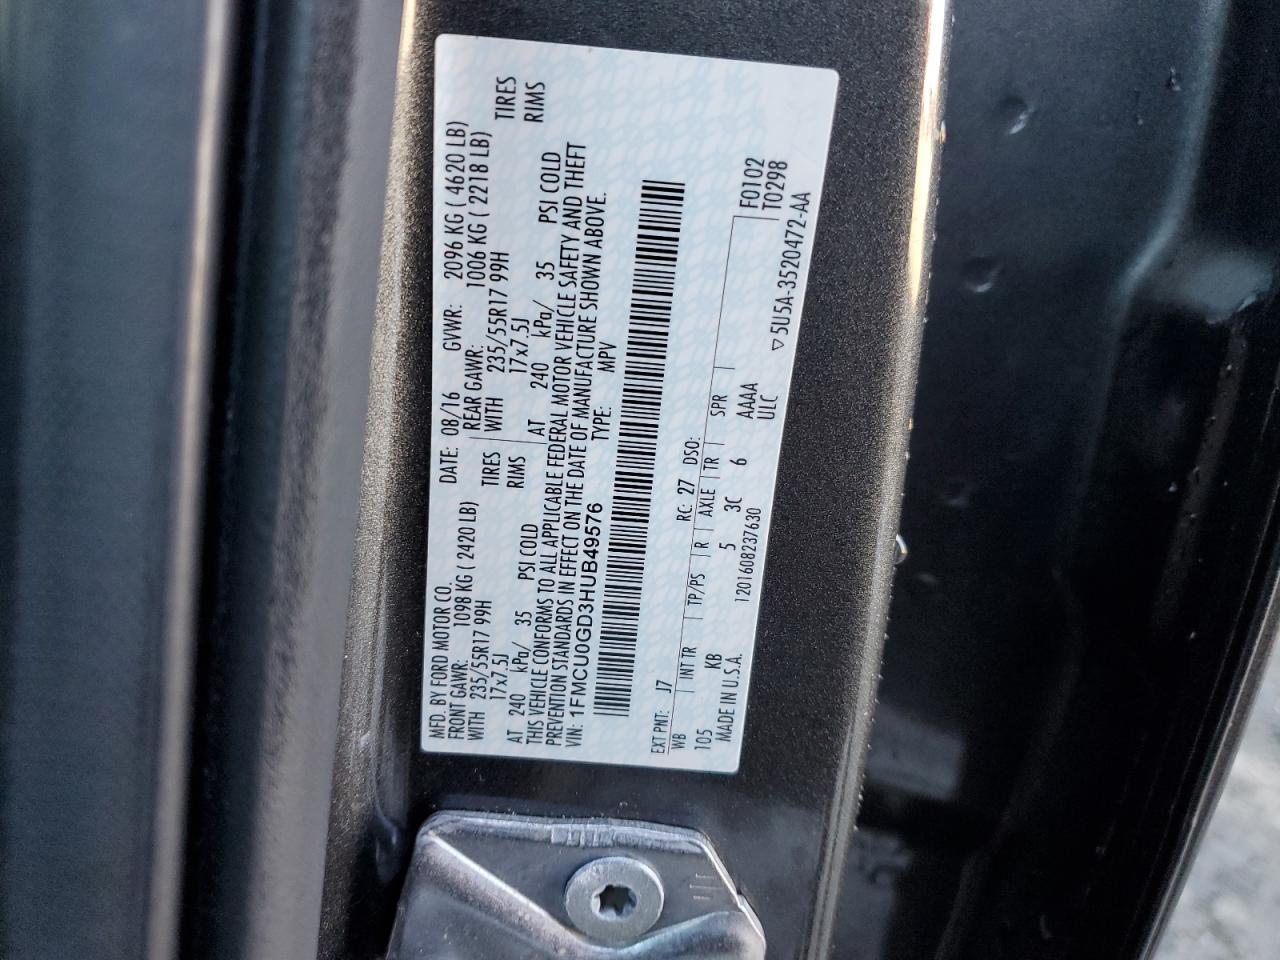 MFD. BY FORD MOTOR CO.
DATE: 08/16 GVWR: 2096 KG ( 4620 LB)
FRONT GAWR: 1098 KG ( 2420 LB) REAR GAWR: 1006 KG ( 2218 LB)
WITH 235/55R17 99H TIRES WITH 235/55R17 99H TIRES
17x7.5J RIMS 17x7.5J RIMS
AT 240 kPa/ 35 PSI COLD AT 240 kPa/ 35 PSI COLD
THIS VEHICLE CONFORMS TO ALL APPLICABLE FEDERAL MOTOR VEHICLE SAFETY AND THEFT
PREVENTION STANDARDS IN EFFECT ON THE DATE OF MANUFACTURE SHOWN ABOVE.
VIN: 1FMCU0GD3HUB49576 TYPE: MPV
EXT PNT: J7 RC: 27 DSO: F0102
WB INT TR TP/PS R AXLE TR SPR T0298
105 KB 5 3C 6 AAAA
MADE IN U.S.A. 1201608237630 ULC
▽5U5A-3520472-AA